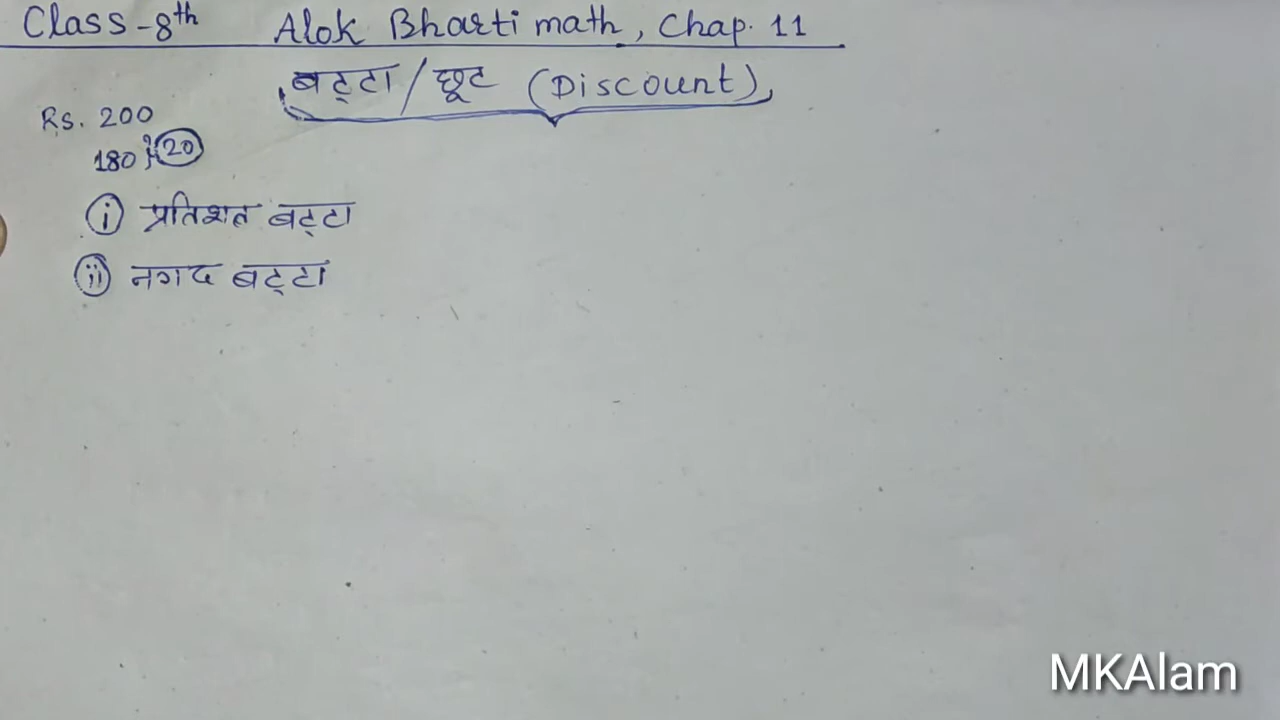 Class-8th Alok Bharti math, Chap. 11
बट्टा/छूट (Discount)
Rs. 200
180 } 20
(i) प्रतिशत बट्टा
(ii) नगद बट्टा
MKAlam